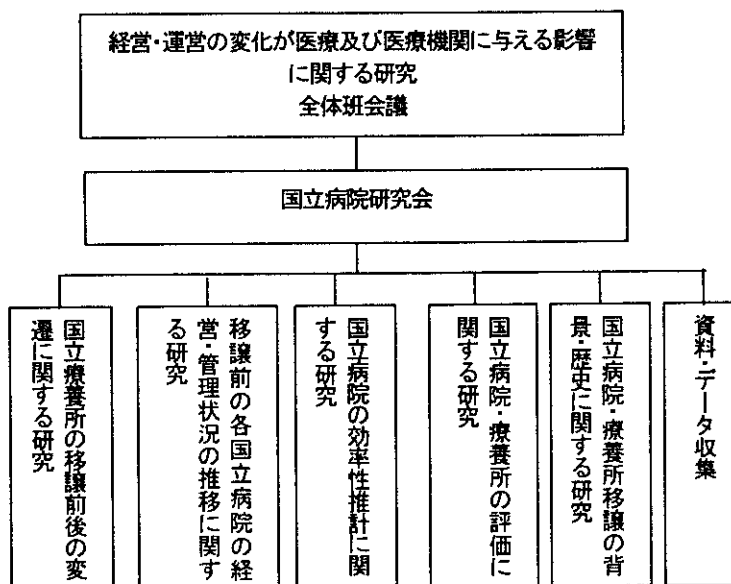 経営・運営の変化が医療及び医療機関に与える影響
に関する研究
全体班会議
国立病院研究会
資料・データ収集
国立病院・療養所移譲の背
景・歴史に関する研究
国立病院・療養所の評価に
関する研究
国立病院の効率性推計に関
する研究
移譲前の各国立病院の経
営・管理状況の推移に関す
る研究
国立療養所の移譲前後の変
遷に関する研究